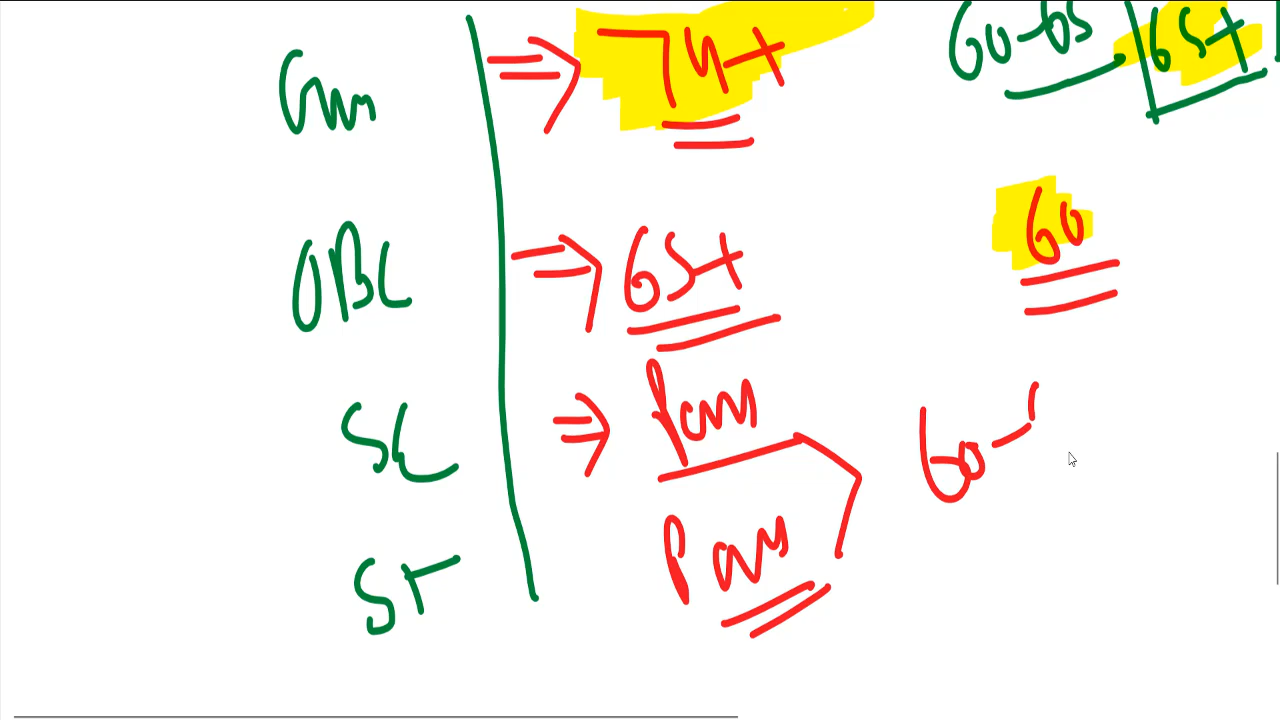 Gen ⇒ 74+ 60-65 65+
OBC ⇒ 65+ 60
SC ⇒ Pass 60-
ST Pass